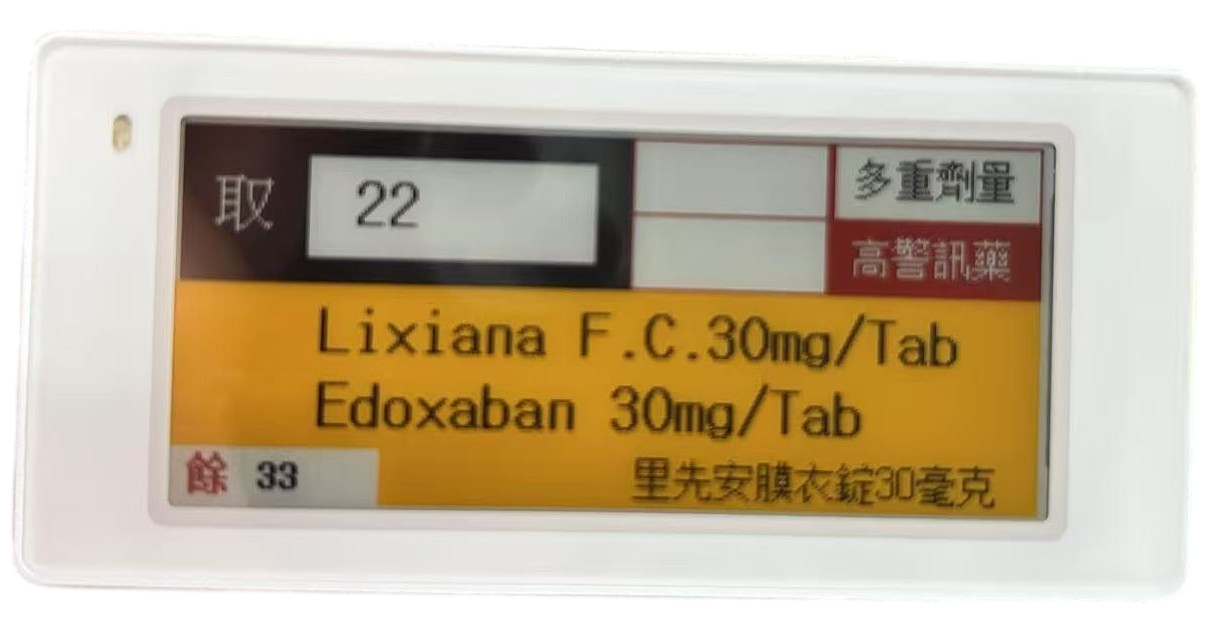 取 22
多重劑量
高警訊藥
Lixiana F.C.30mg/Tab
Edoxaban 30mg/Tab
餘 33
里先安膜衣錠30毫克